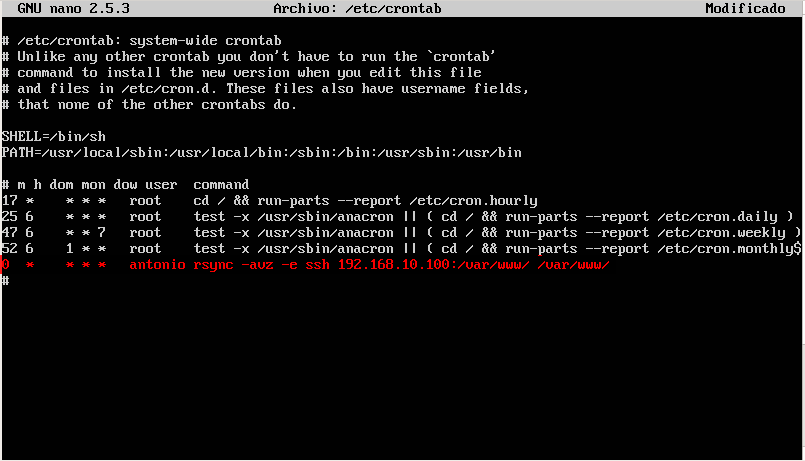 GNU nano 2.5.3 Archivo: /etc/crontab Modificado
# /etc/crontab: system-wide crontab
# Unlike any other crontab you don't have to run the `crontab'
# command to install the new version when you edit this file
# and files in /etc/cron.d. These files also have username fields,
# that none of the other crontabs do.
SHELL=/bin/sh
PATH=/usr/local/sbin:/usr/local/bin:/sbin:/bin:/usr/sbin:/usr/bin
# m h dom mon dow user  command
17 *    * * *   root    cd / && run-parts --report /etc/cron.hourly
25 6    * * *   root    test -x /usr/sbin/anacron || ( cd / && run-parts --report /etc/cron.daily )
47 6    * * 7   root    test -x /usr/sbin/anacron || ( cd / && run-parts --report /etc/cron.weekly )
52 6    1 * *   root    test -x /usr/sbin/anacron || ( cd / && run-parts --report /etc/cron.monthly$
0  *    * * *   antonio rsync -avz -e ssh 192.168.10.100:/var/www/ /var/www/
#